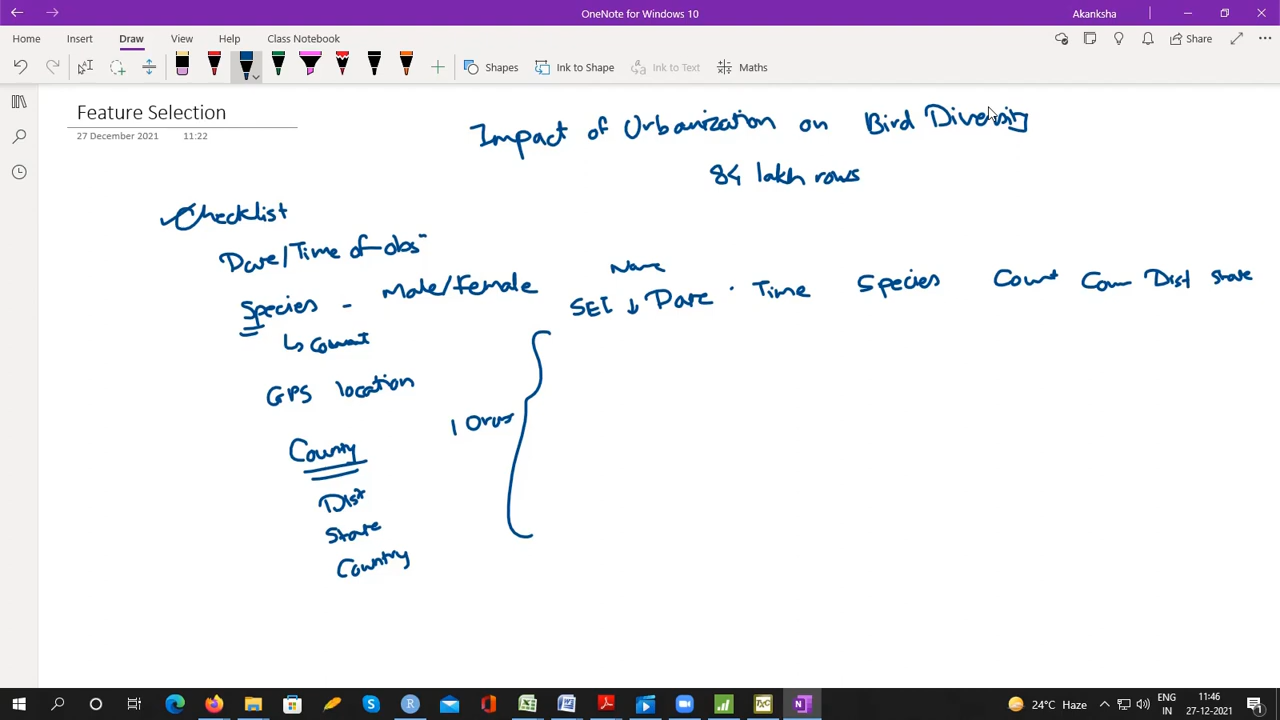 OneNote for Windows 10
Akanksha
Home Insert Draw View Help Class Notebook
Share
Shapes Ink to Shape Ink to Text Maths
Feature Selection
27 December 2021 11:22
Impact of Urbanization on Bird Diversity
84 lakh rows
Checklist
Date/Time of obs
Species - Male/Female
↳ Count
GPS location
County
Dist
State
Country
10rows
Name
SEI ↓ Date · Time Species Count Coun Dist State
24°C Haze
ENG
IN
11:46
27-12-2021